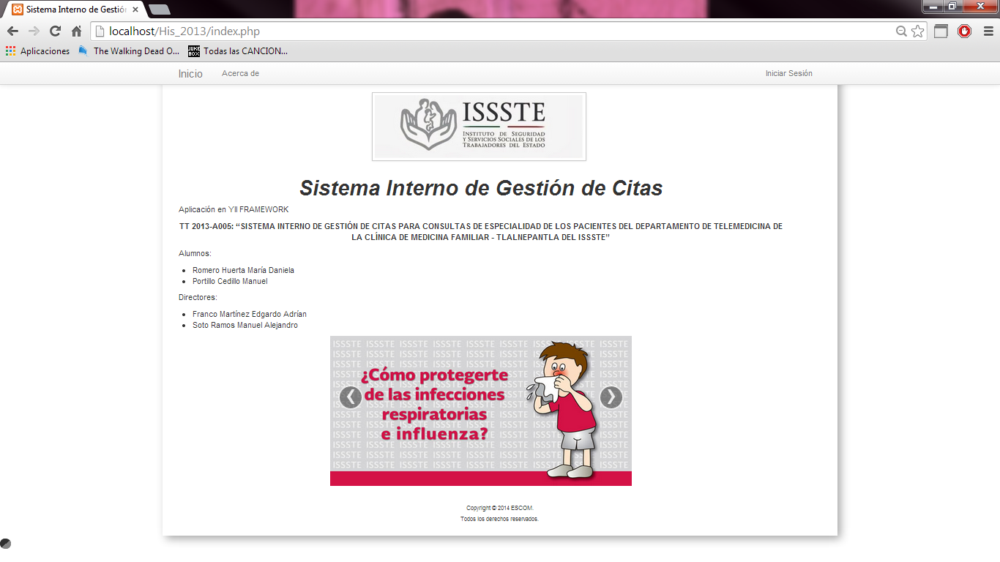 Sistema Interno de Gestión
localhost/His_2013/index.php
Aplicaciones
The Walking Dead O...
JUKE BOX
Todas las CANCION...
Inicio
Acerca de
Iniciar Sesión
ISSSTE
INSTITUTO DE SEGURIDAD
Y SERVICIOS SOCIALES DE LOS
TRABAJADORES DEL ESTADO
Sistema Interno de Gestión de Citas
Aplicación en YII FRAMEWORK
TT 2013-A005: “SISTEMA INTERNO DE GESTIÓN DE CITAS PARA CONSULTAS DE ESPECIALIDAD DE LOS PACIENTES DEL DEPARTAMENTO DE TELEMEDICINA DE
LA CLÍNICA DE MEDICINA FAMILIAR - TLALNEPANTLA DEL ISSSTE”
Alumnos:
Romero Huerta María Daniela
Portillo Cedillo Manuel
Directores:
Franco Martínez Edgardo Adrían
Soto Ramos Manuel Alejandro
ISSSTE ISSSTE ISSSTE ISSSTE ISSSTE ISSSTE ISSSTE ISSSTE ISSSTE
¿Cómo protegerte
de las infecciones
respiratorias
e influenza?
Copyright © 2014 ESCOM.
Todos los derechos reservados.